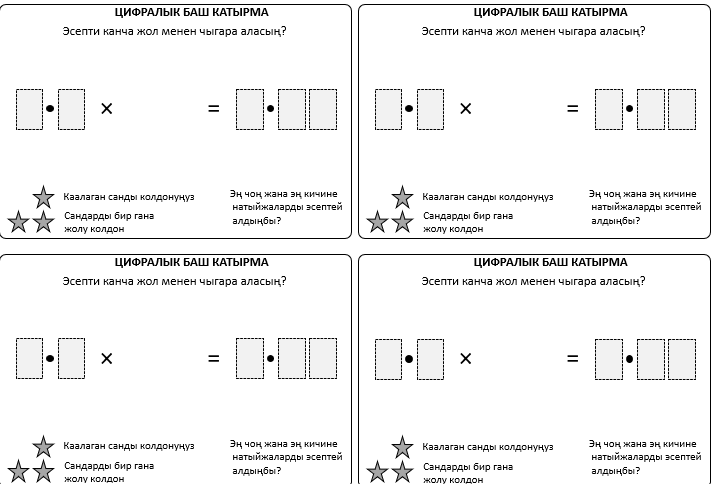 ЦИФРАЛЫК БАШ КАТЫРМА
Эсепти канча жол менен чыгара аласың?
× =
Каалаган санды колдонуңуз
Сандарды бир гана
жолу колдон
Эң чоң жана эң кичине
натыйжаларды эсептей
алдыңбы?
ЦИФРАЛЫК БАШ КАТЫРМА
Эсепти канча жол менен чыгара аласың?
× =
Каалаган санды колдонуңуз
Сандарды бир гана
жолу колдон
Эң чоң жана эң кичине
натыйжаларды эсептей
алдыңбы?
ЦИФРАЛЫК БАШ КАТЫРМА
Эсепти канча жол менен чыгара аласың?
× =
Каалаган санды колдонуңуз
Сандарды бир гана
жолу колдон
Эң чоң жана эң кичине
натыйжаларды эсептей
алдыңбы?
ЦИФРАЛЫК БАШ КАТЫРМА
Эсепти канча жол менен чыгара аласың?
× =
Каалаган санды колдонуңуз
Сандарды бир гана
жолу колдон
Эң чоң жана эң кичине
натыйжаларды эсептей
алдыңбы?